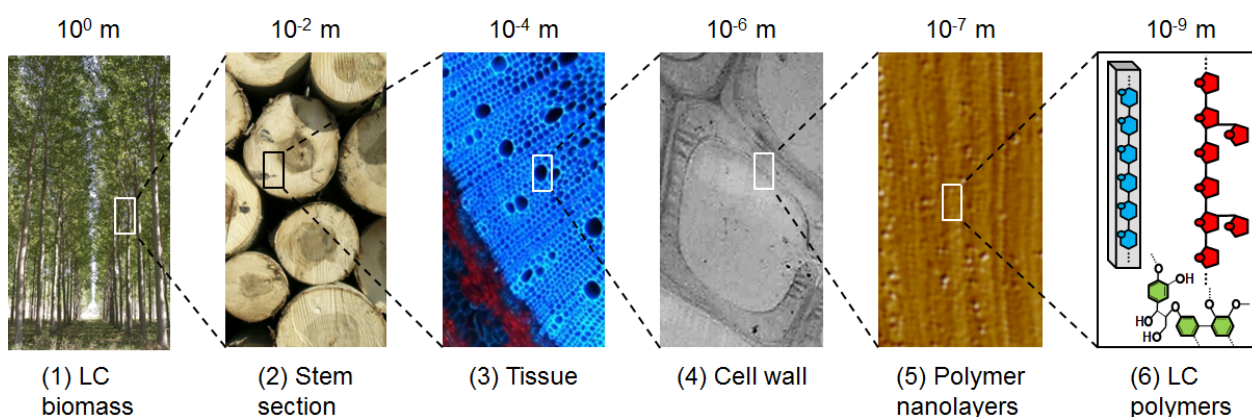 10⁰ m
10⁻² m
10⁻⁴ m
10⁻⁶ m
10⁻⁷ m
10⁻⁹ m
O
OH
HO
HO
O
O
O
(1) LC
biomass
(2) Stem
section
(3) Tissue
(4) Cell wall
(5) Polymer
nanolayers
(6) LC
polymers